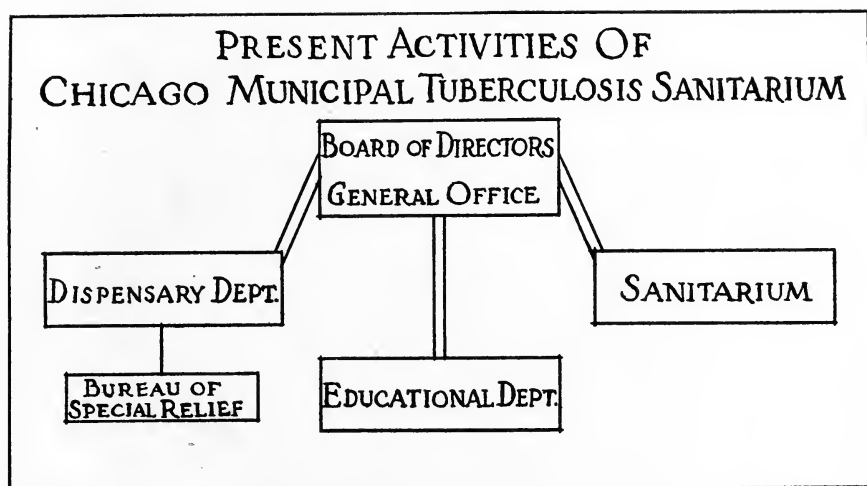 PRESENT ACTIVITIES OF
CHICAGO MUNICIPAL TUBERCULOSIS SANITARIUM
BOARD OF DIRECTORS
GENERAL OFFICE
DISPENSARY DEPT.
SANITARIUM
BUREAU OF
SPECIAL RELIEF
EDUCATIONAL DEPT.